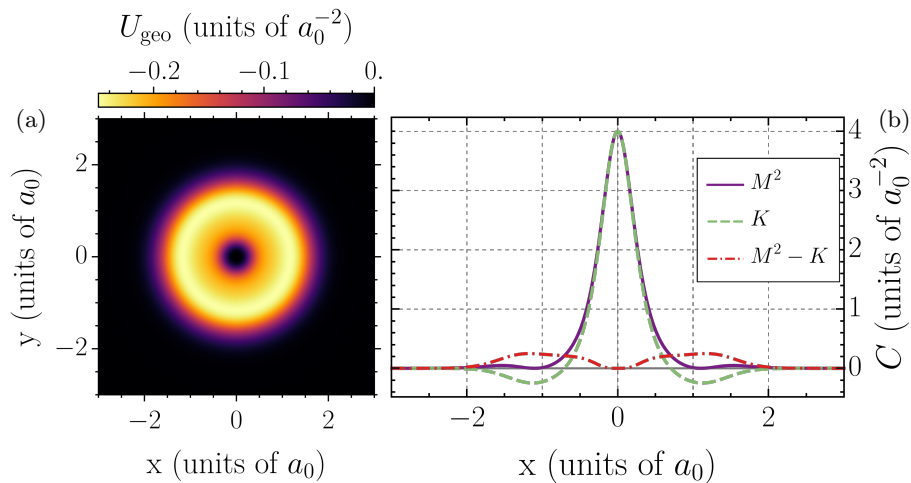 U_geo (units of a_0^{-2})
−0.2 −0.1 0.
(a)
2
0
−2
y (units of a_0)
−2 0 2
x (units of a_0)
(b)
M^2
K
M^2 − K
4
3
2
1
0
C (units of a_0^{-2})
−2 0 2
x (units of a_0)